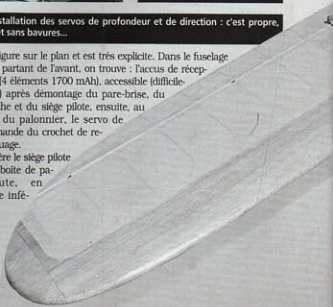 stallation des servos de profondeur et de direction : c'est propre,
t sans bavures...
igure sur le plan et est très explicite. Dans le fuselage
partant de l'avant, on trouve : l'accus de récep-
(4 éléments 1700 mAh), accessible (difficile-
) après démontage du pare-brise, du
che et du siège pilote, ensuite, au
du palonnier, le servo de
mande du crochet de re-
uage.
ère le siège pilote
boite de pa-
ute, en
e infé-